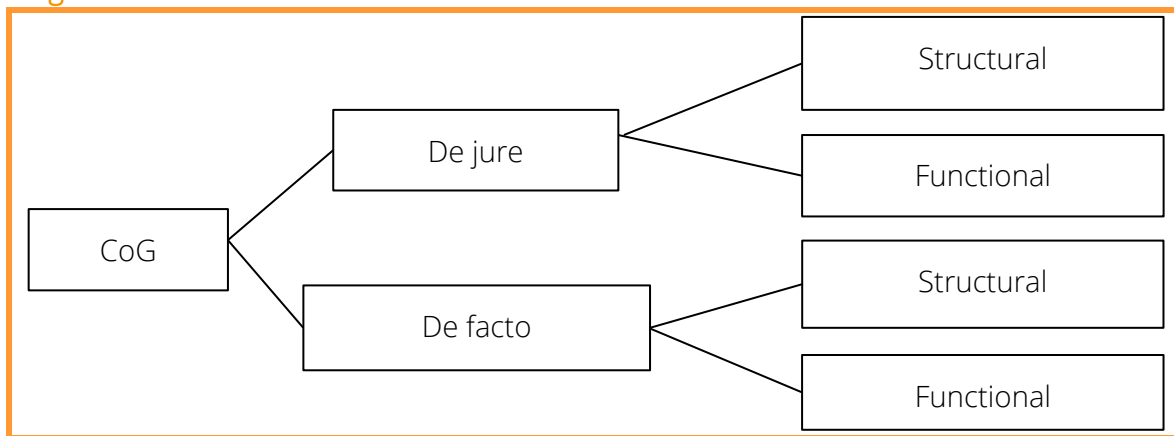 CoG
De jure
Structural
Functional
De facto
Structural
Functional